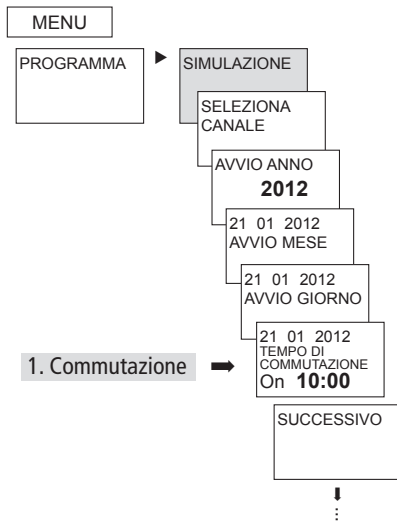 MENU
PROGRAMMA
SIMULAZIONE
SELEZIONA
CANALE
AVVIO ANNO
2012
21 01 2012
AVVIO MESE
21 01 2012
AVVIO GIORNO
21 01 2012
TEMPO DI
COMMUTAZIONE
On 10:00
1. Commutazione
SUCCESSIVO